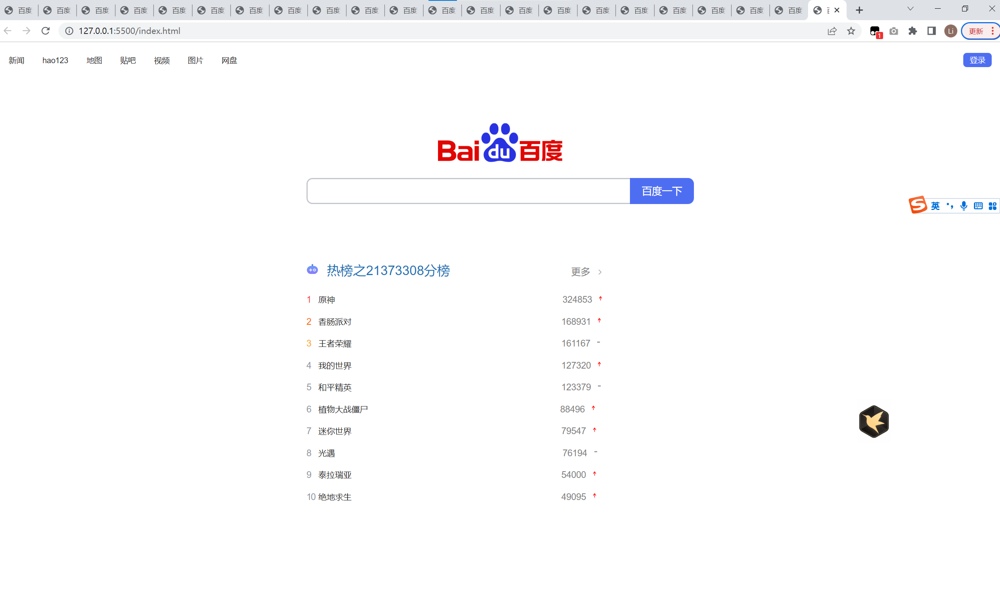 百度 百度 百度 百度 百度 百度 百度 百度 百度 百度 百度 百度 百度 百度 百度 百度 百度 百度 百度 百度 百度
127.0.0.1:5500/index.html 1 Li 更新
新闻 hao123 地图 贴吧 视频 图片 网盘 登录
Bai du 百度
百度一下
S 英
热榜之21373308分榜 更多 >
1 原神 324853 ↑
2 香肠派对 168931 ↑
3 王者荣耀 161167 -
4 我的世界 127320 ↑
5 和平精英 123379 -
6 植物大战僵尸 88496 ↑
7 迷你世界 79547 ↑
8 光遇 76194 -
9 泰拉瑞亚 54000 ↑
10 绝地求生 49095 ↑